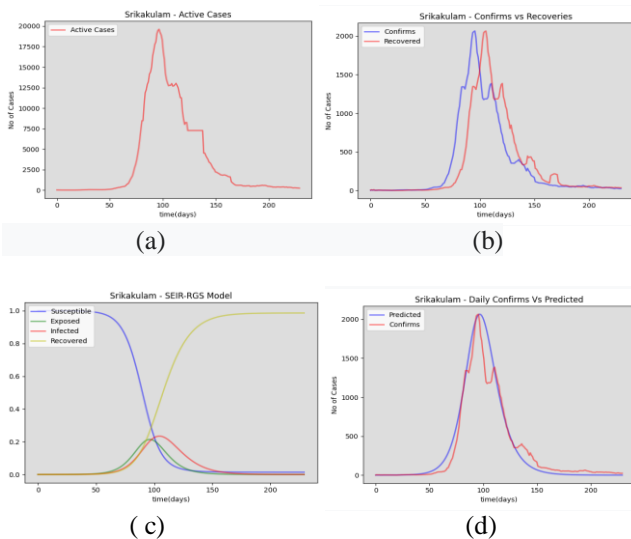 Srikakulam - Active Cases
Active Cases
No of Cases
20000
17500
15000
12500
10000
7500
5000
2500
0
0 50 100 150 200
time(days)
(a)
Srikakulam - Confirms vs Recoveries
Confirms
Recovered
No of Cases
2000
1500
1000
500
0
0 50 100 150 200
time(days)
(b)
Srikakulam - SEIR-RGS Model
Susceptible
Exposed
Infected
Recovered
1.0
0.8
0.6
0.4
0.2
0.0
0 50 100 150 200
time(days)
( c)
Srikakulam - Daily Confirms Vs Predicted
Predicted
Confirms
No of Cases
2000
1500
1000
500
0
0 50 100 150 200
time(days)
(d)